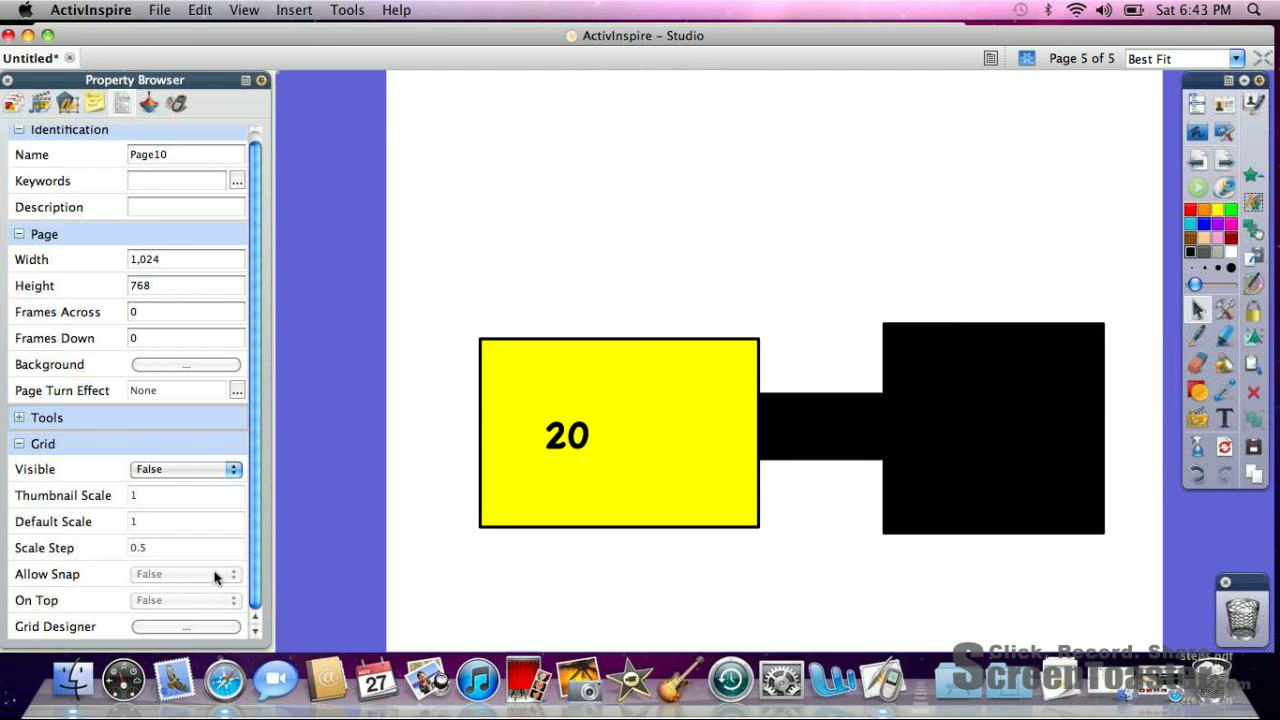 ActivInspire File Edit View Insert Tools Help Sat 6:43 PM
ActivInspire – Studio
Untitled* Page 5 of 5 Best Fit
Property Browser
Identification
Name Page10
Keywords ...
Description
Page
Width 1,024
Height 768
Frames Across 0
Frames Down 0
Background ...
Page Turn Effect None ...
Tools
Grid
Visible False
Thumbnail Scale 1
Default Scale 1
Scale Step 0.5
Allow Snap False
On Top False
Grid Designer ...
20
T
JUL
27
Click. Record. Share.
steps.pdf